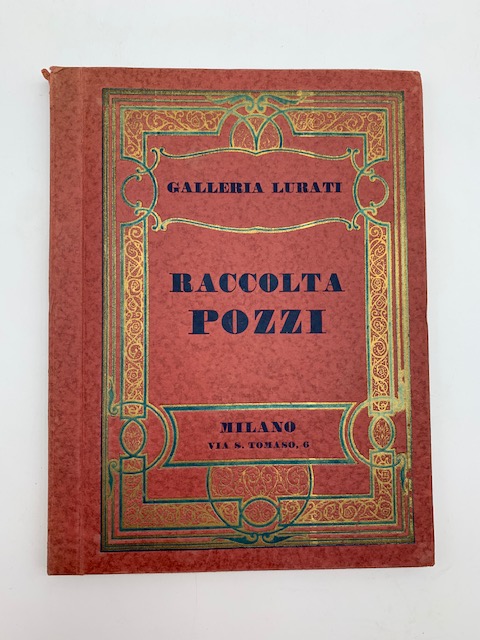 GALLERIA LURATI
RACCOLTA
POZZI
MILANO
VIA S. TOMASO, 6